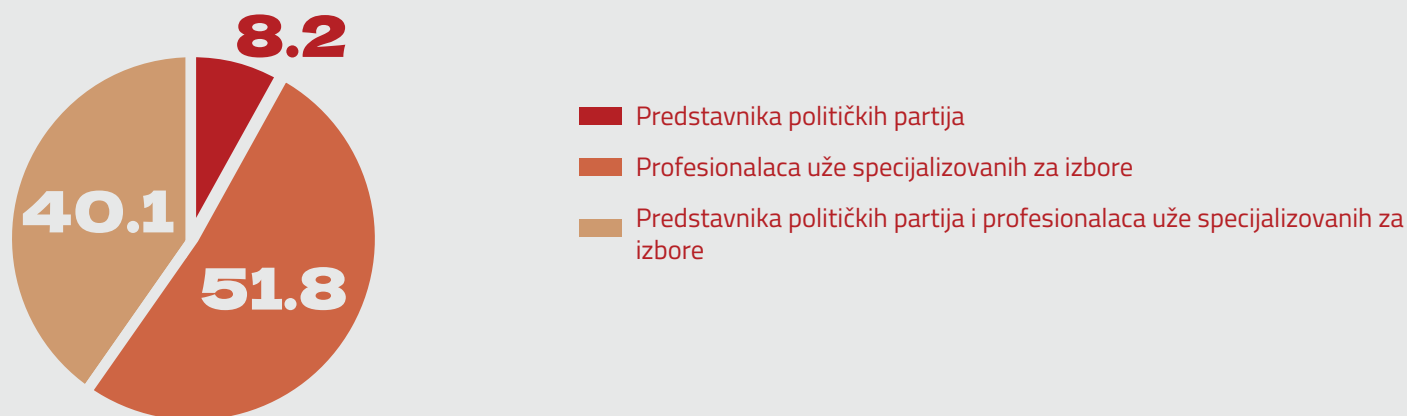 8.2
40.1
51.8
Predstavnika političkih partija
Profesionalaca uže specijalizovanih za izbore
Predstavnika političkih partija i profesionalaca uže specijalizovanih za
izbore